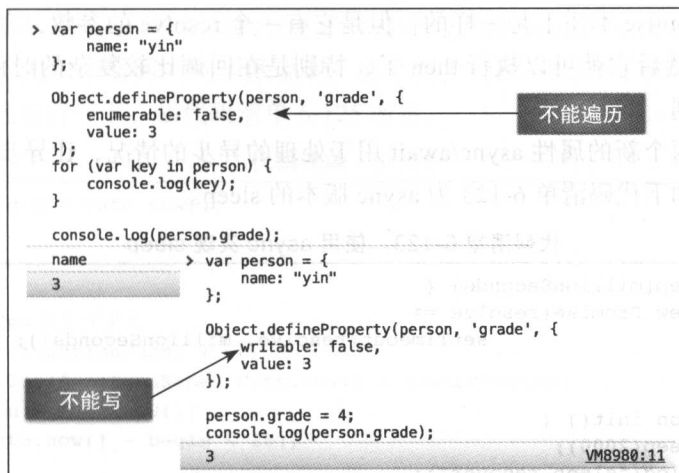 > var person = {
name: "yin"
};
Object.defineProperty(person, 'grade', {
enumerable: false,
value: 3
});
for (var key in person) {
console.log(key);
}
console.log(person.grade);
name
3
不能遍历
> var person = {
name: "yin"
};
Object.defineProperty(person, 'grade', {
writable: false,
value: 3
});
person.grade = 4;
console.log(person.grade);
3 VM8980:11
不能写